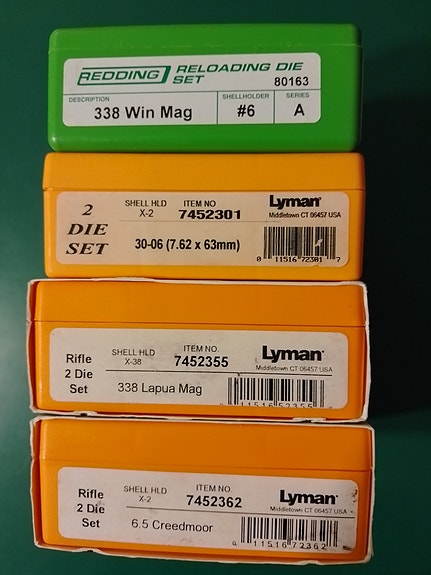 REDDING RELOADING DIE SET 80163
DESCRIPTION SHELLHOLDER SERIES
338 Win Mag #6 A
2 DIE SET
SHELL HLD X-2
ITEM NO. 7452301
Lyman®
Middletown CT 06457 USA
30-06 (7.62 x 63mm)
0 11516 72301 7
Rifle 2 Die Set
SHELL HLD X-38
ITEM NO. 7452355
Lyman®
Middletown CT 06457 USA
338 Lapua Mag
Rifle 2 Die Set
SHELL HLD X-2
ITEM NO. 7452362
Lyman
Middletown CT 06457 USA
6.5 Creedmoor
0 11516 72362